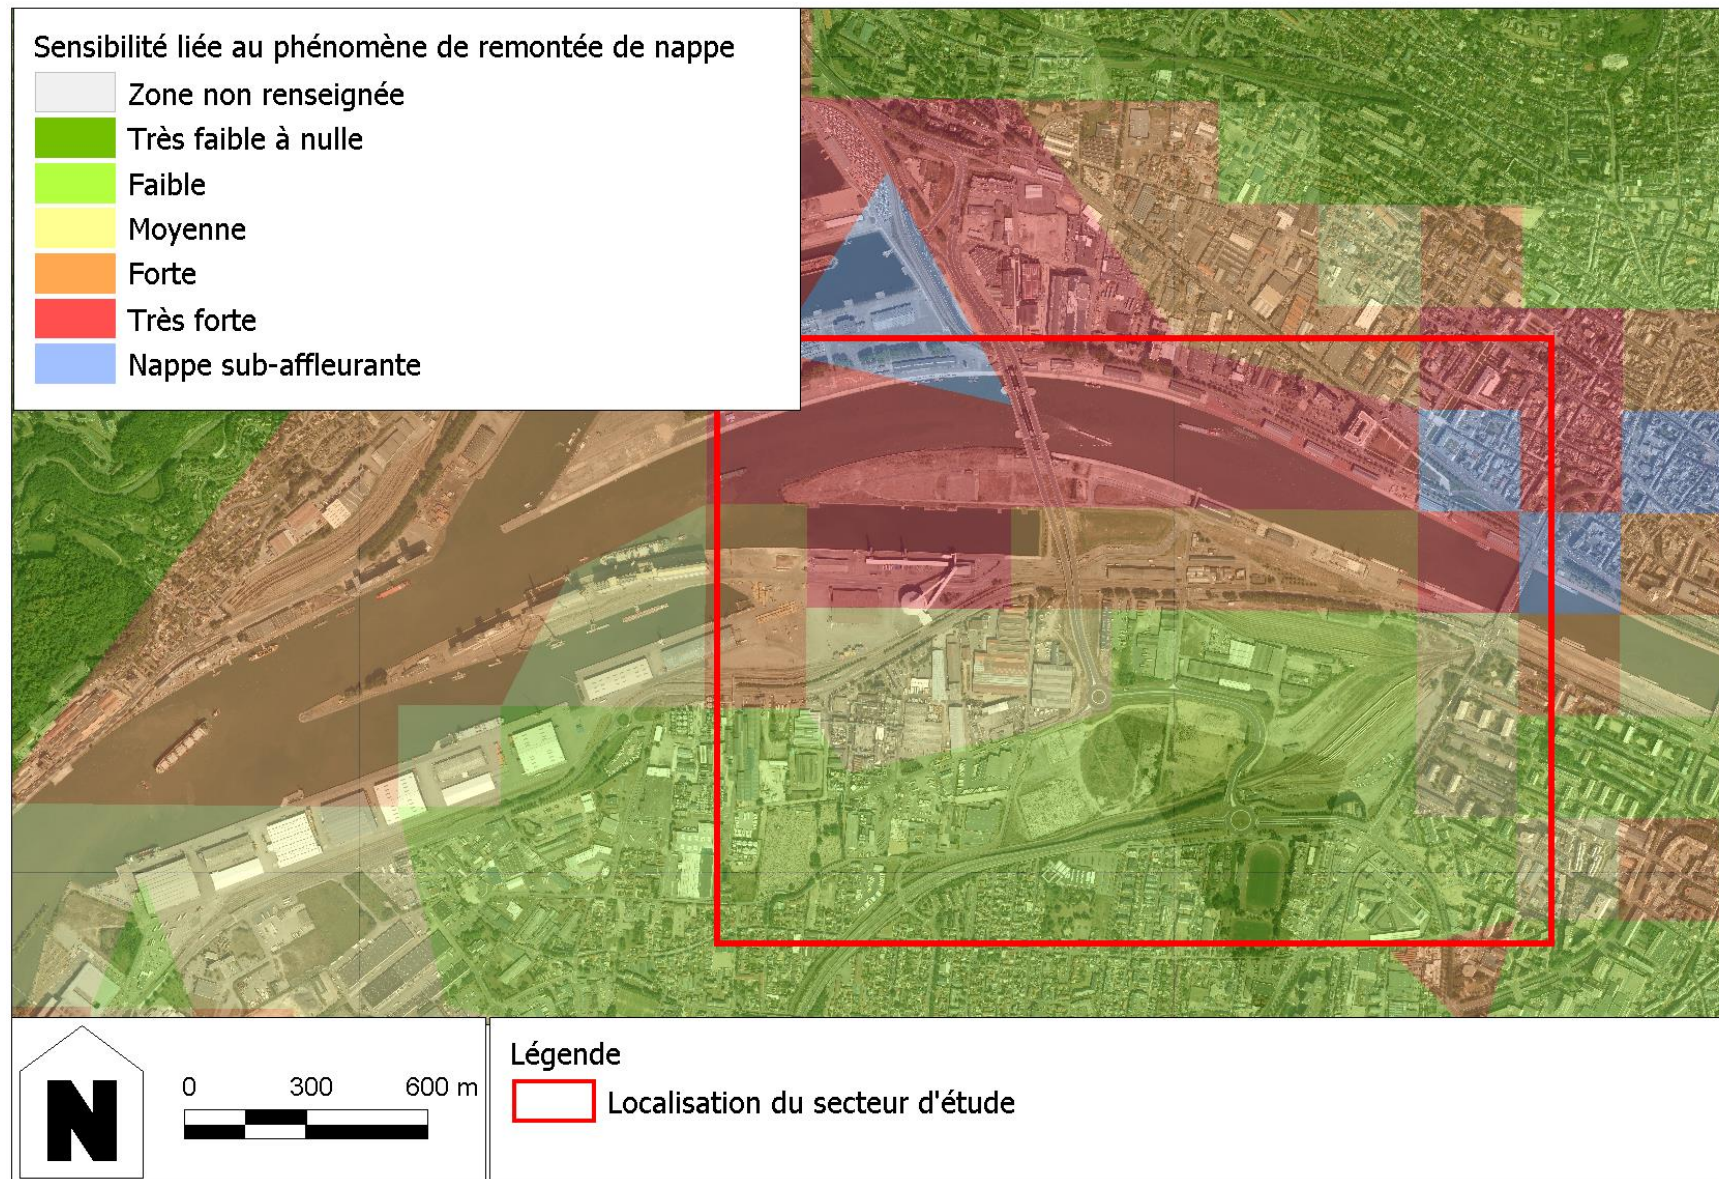 Sensibilité liée au phénomène de remontée de nappe
Zone non renseignée
Très faible à nulle
Faible
Moyenne
Forte
Très forte
Nappe sub-affleurante
N
0 300 600 m
Légende
Localisation du secteur d'étude